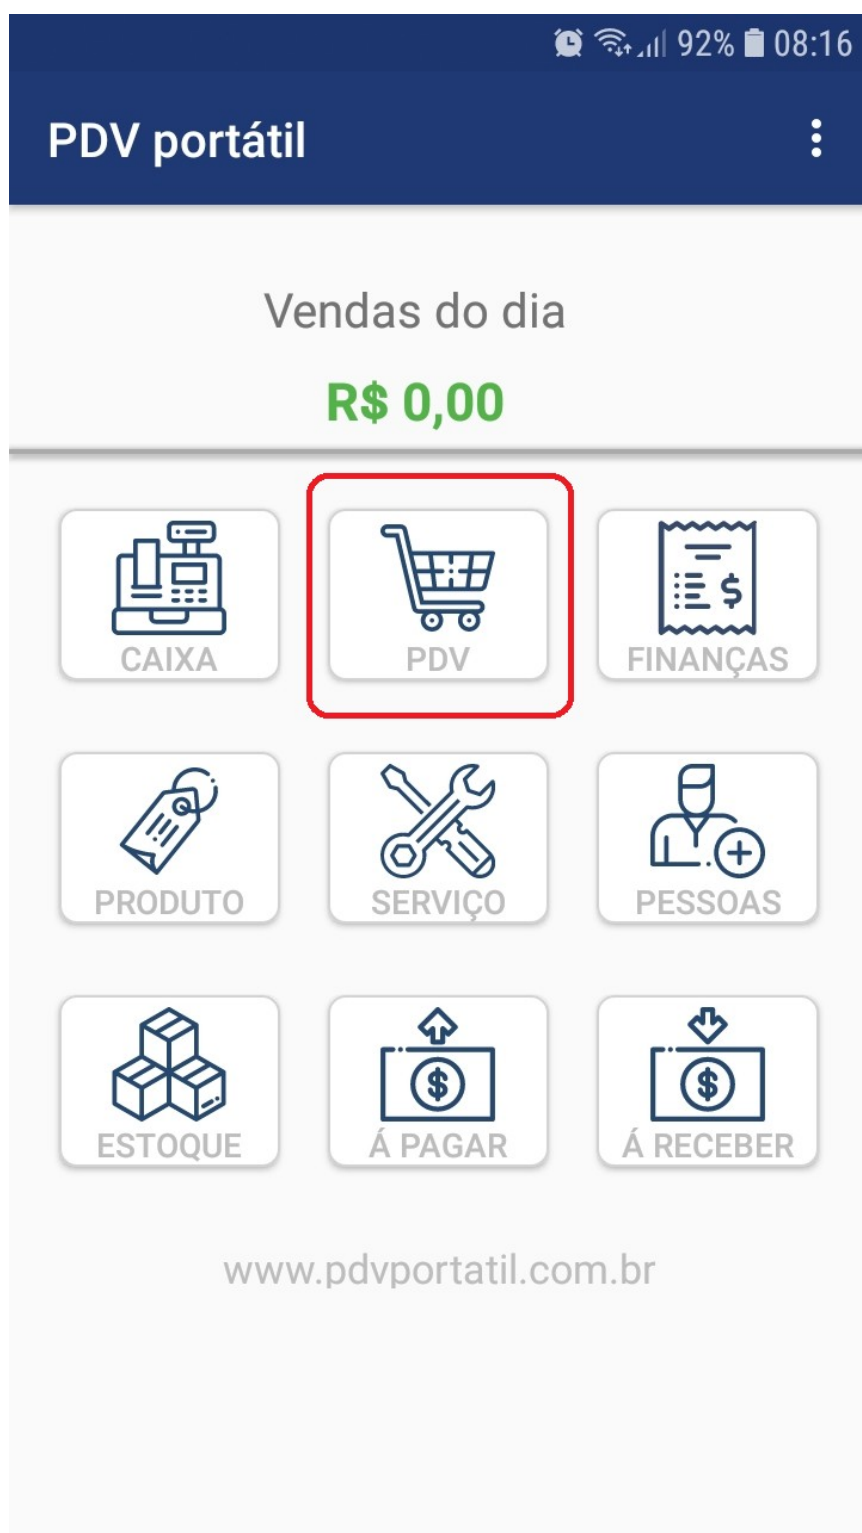 92% 08:16
PDV portátil
Vendas do dia
R$ 0,00
CAIXA PDV FINANÇAS
PRODUTO SERVIÇO PESSOAS
ESTOQUE Á PAGAR Á RECEBER
www.pdvportatil.com.br